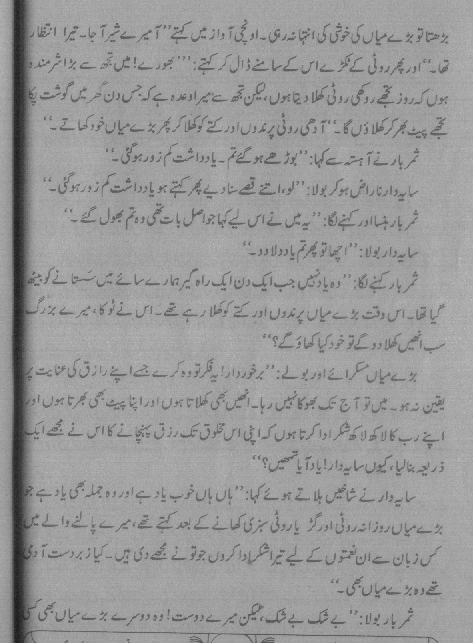 بڑھتا تو بڑے میاں کی خوشی کی انتہا نہ رہی۔ اونچی آواز میں کہتے ’’آ میرے شیر آجا۔ تیرا انتظار
تھا۔‘‘ اور پھر روٹی کے ٹکڑے اس کے سامنے ڈال کر کہتے: ’’بھورے! میں تجھ سے بڑا شرمندہ
ہوں کہ روز تجھے روکھی روٹی کھلا دیتا ہوں، لیکن تجھ سے میرا وعدہ ہے کہ جس دن گھر میں گوشت پکا
تجھے پیٹ بھر کر کھلاؤں گا۔‘‘ آدھی روٹی پرندوں اور کتے کو کھلا کر پھر بڑے میاں خود کھاتے۔‘‘
ثمر بار نے آہستہ سے کہا: ’’بوڑھے ہو گئے تم۔ یادداشت کم زور ہو گئی۔‘‘
سایہ دار ناراض ہو کر بولا: ’’لو، اتنے قصے سنا دیے پھر کہتے ہو یادداشت کم زور ہو گئی۔‘‘
ثمر بار ہنسا اور کہنے لگا: ’’یہ میں نے اس لیے کہا جو اصل بات تھی وہ تم بھول گئے۔‘‘
سایہ دار بولا: ’’اچھا تو پھر تم یاد دلا دو۔‘‘
ثمر بار کہنے لگا: ’’وہ یاد نہیں جب ایک دن ایک راہ گیر ہمارے سائے میں سستانے کو بیٹھ
گیا تھا۔ اس وقت بڑے میاں پرندوں اور کتے کو کھلا رہے تھے۔ اس نے ٹوکا، میرے بزرگ
سب انھیں کھلا دو گے تو خود کیا کھاؤ گے؟‘‘
بڑے میاں مسکرائے اور بولے: ’’برخوردار! یہ فکر تو وہ کرے جسے اپنے رازق کی عنایت پر
یقین نہ ہو۔ میں تو آج تک بھوکا نہیں رہا۔ انھیں بھی کھلاتا ہوں اور اپنا پیٹ بھی بھرتا ہوں اور
اپنے رب کا لاکھ لاکھ شکر ادا کرتا ہوں کہ اپنی اس مخلوق تک رزق پہنچانے کا اس نے مجھے ایک
ذریعہ بنا لیا، کیوں سایہ دار! یاد آیا تمھیں؟‘‘
سایہ دار نے شاخیں ہلاتے ہوئے کہا: ’’ہاں ہاں خوب یاد ہے اور وہ جملہ بھی یاد ہے جو
بڑے میاں روزانہ روٹی اور گڑ یا روٹی سبزی کھانے کے بعد کہتے تھے، میرے پالنے والے میں
کس زبان سے ان نعمتوں کے لیے تیرا شکر ادا کروں جو تو نے مجھے دی ہیں۔ کیا زبردست آدمی
تھے وہ بڑے میاں بھی۔‘‘
ثمر بار بولا: ’’بے شک بے شک، لیکن میرے دوست! وہ دوسرے بڑے میاں بھی کسی